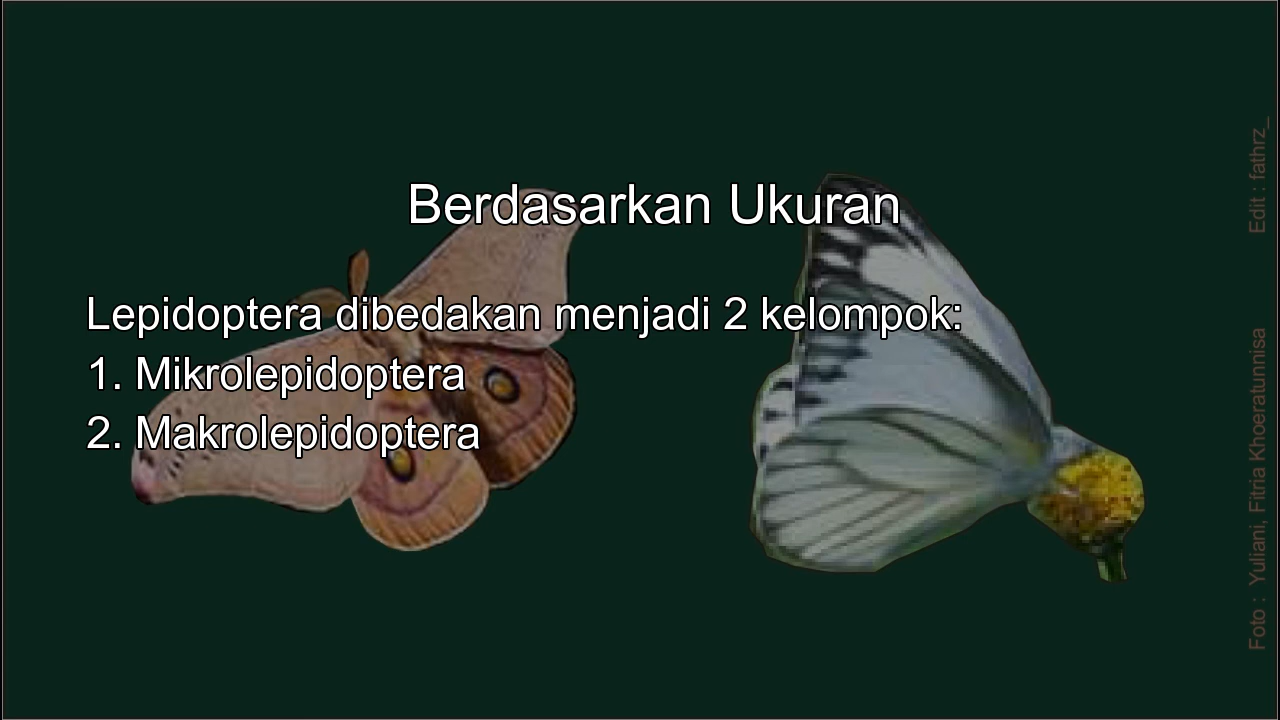 Berdasarkan Ukuran
Lepidoptera dibedakan menjadi 2 kelompok:
1. Mikrolepidoptera
2. Makrolepidoptera
Foto : Yuliani, Fitria Khoeratunnisa Edit : fathrz_